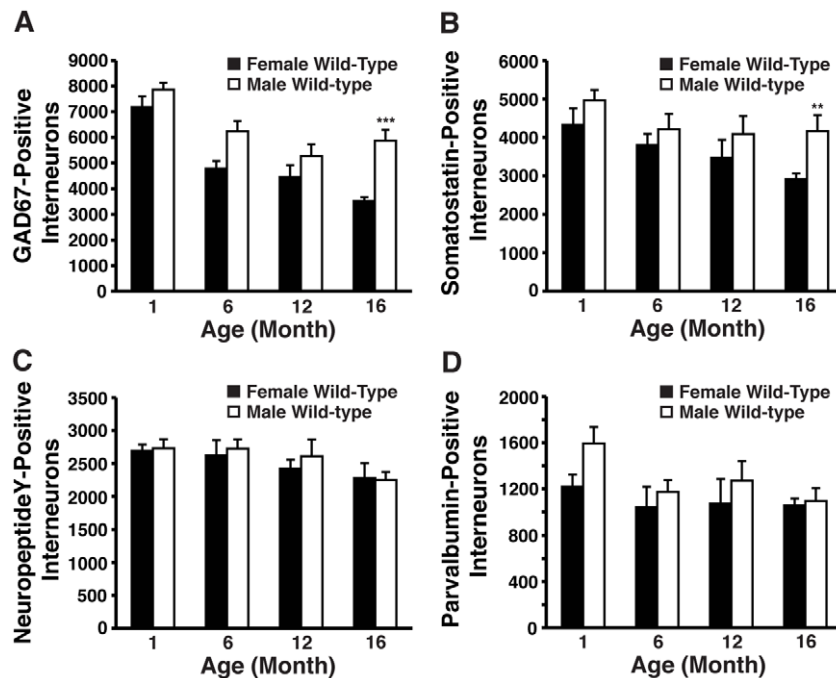 A
GAD67-Positive
Interneurons
Female Wild-Type
Male Wild-type
9000
8000
7000
6000
5000
4000
3000
2000
1000
0
***
1 6 12 16
Age (Month)
B
Somatostatin-Positive
Interneurons
Female Wild-Type
Male Wild-type
6000
5000
4000
3000
2000
1000
0
**
1 6 12 16
Age (Month)
C
NeuropeptideY-Positive
Interneurons
Female Wild-Type
Male Wild-type
3500
3000
2500
2000
1500
1000
500
0
1 6 12 16
Age (Month)
D
Parvalbumin-Positive
Interneurons
Female Wild-Type
Male Wild-type
2000
1600
1200
800
400
0
1 6 12 16
Age (Month)